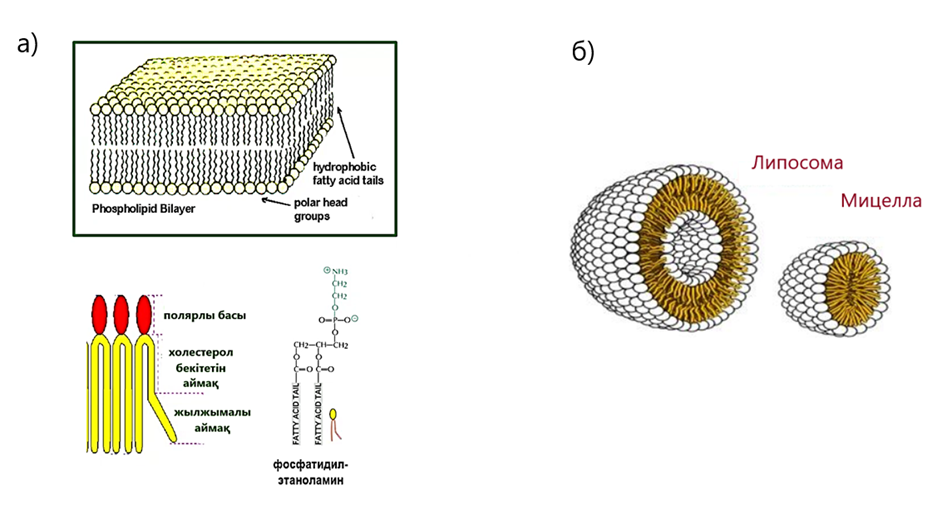 а)
hydrophobic
fatty acid tails
polar head
groups
Phospholipid Bilayer
полярлы басы
холестерол
бекітетін
аймақ
жылжымалы
аймақ
⊕NH3
CH2
CH2
O
O=P-O⊖
O
CH2-CH-CH2
O O
C=O C=O
FATTY ACID TAIL
FATTY ACID TAIL
фосфатидил-
этаноламин
б)
Липосома
Мицелла